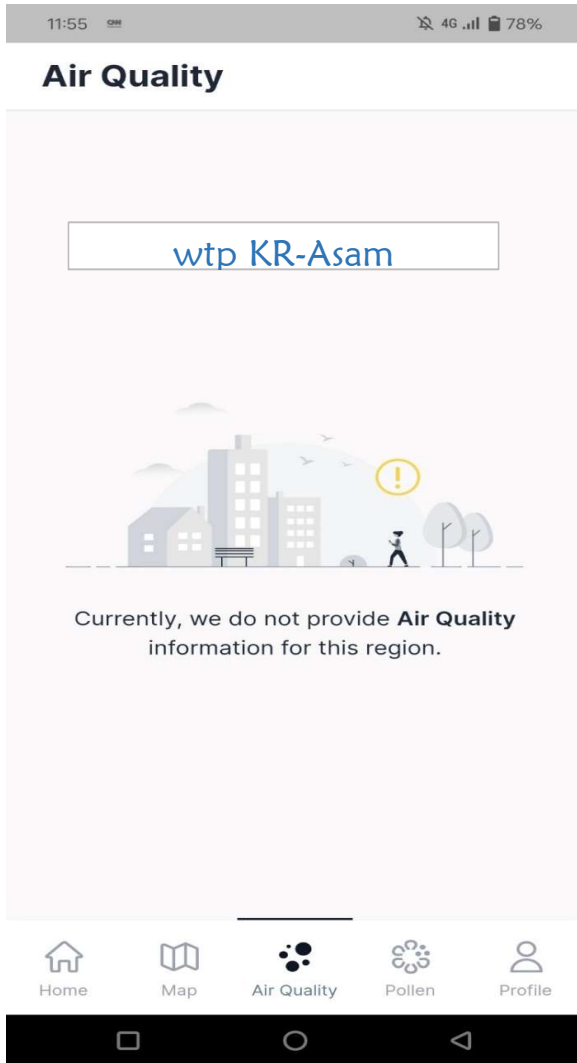 11:55 CNN 4G 78%
Air Quality
wtp KR-Asam
Currently, we do not provide Air Quality
information for this region.
Home Map Air Quality Pollen Profile